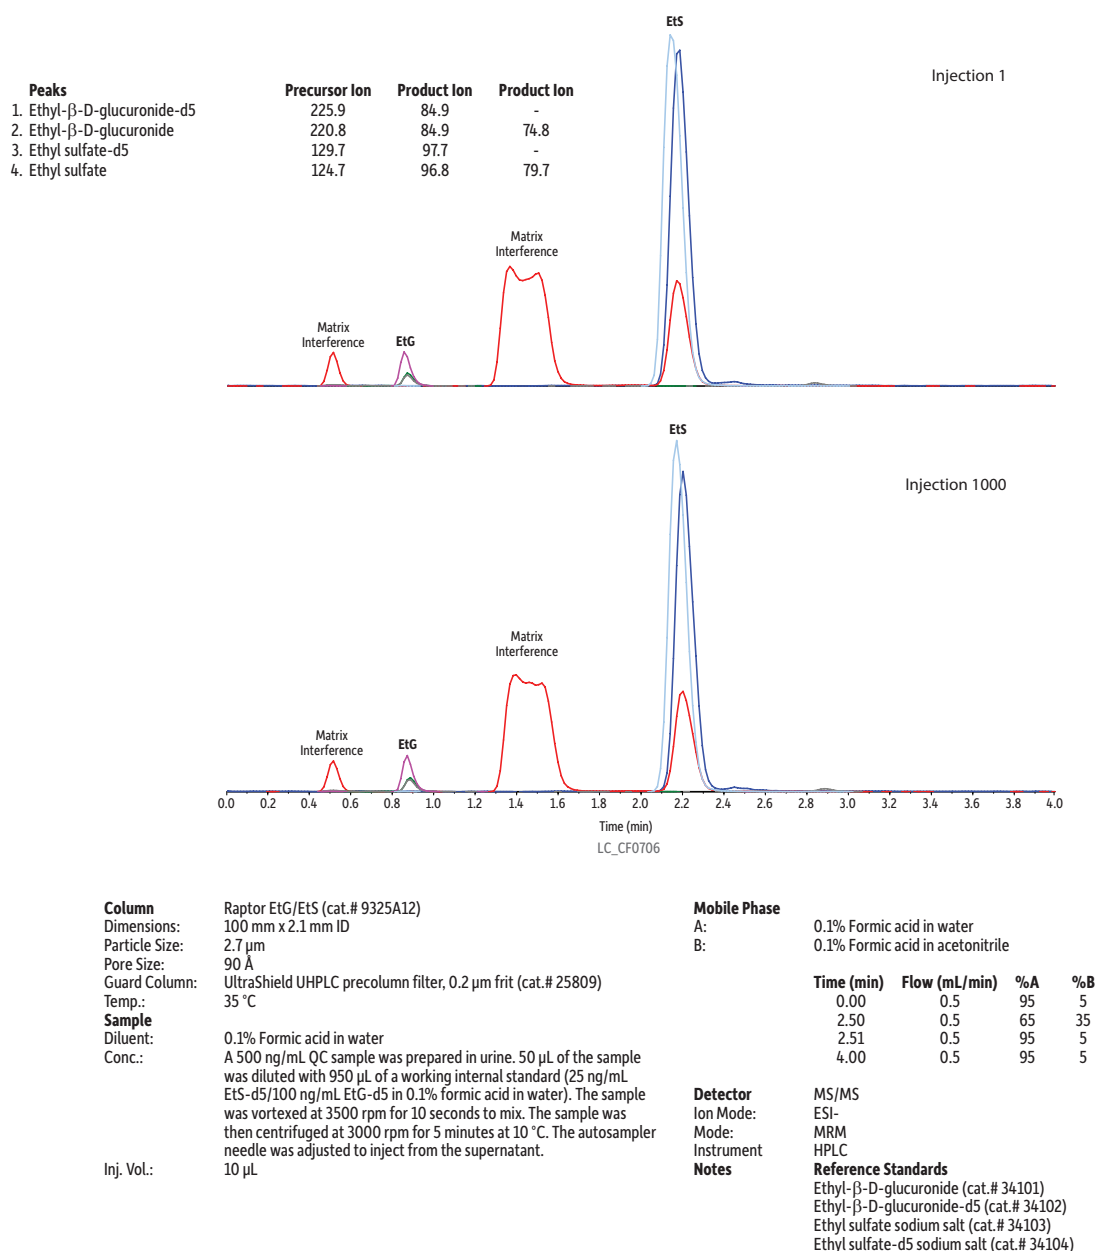 EtS
Injection 1
Peaks Precursor Ion Product Ion Product Ion
1. Ethyl-β-D-glucuronide-d5 225.9 84.9 -
2. Ethyl-β-D-glucuronide 220.8 84.9 74.8
3. Ethyl sulfate-d5 129.7 97.7 -
4. Ethyl sulfate 124.7 96.8 79.7
Matrix
Interference
Matrix
Interference
EtG
EtS
Injection 1000
Matrix
Interference
Matrix
Interference
EtG
0.0 0.2 0.4 0.6 0.8 1.0 1.2 1.4 1.6 1.8 2.0 2.2 2.4 2.6 2.8 3.0 3.2 3.4 3.6 3.8 4.0
Time (min)
LC_CF0706
Column Raptor EtG/EtS (cat.# 9325A12)
Dimensions: 100 mm x 2.1 mm ID
Particle Size: 2.7 µm
Pore Size: 90 Å
Guard Column: UltraShield UHPLC precolumn filter, 0.2 µm frit (cat.# 25809)
Temp.: 35 °C
Sample
Diluent: 0.1% Formic acid in water
Conc.: A 500 ng/mL QC sample was prepared in urine. 50 µL of the sample
was diluted with 950 µL of a working internal standard (25 ng/mL
EtS-d5/100 ng/mL EtG-d5 in 0.1% formic acid in water). The sample
was vortexed at 3500 rpm for 10 seconds to mix. The sample was
then centrifuged at 3000 rpm for 5 minutes at 10 °C. The autosampler
needle was adjusted to inject from the supernatant.
Inj. Vol.: 10 µL
Mobile Phase
A: 0.1% Formic acid in water
B: 0.1% Formic acid in acetonitrile
Time (min) Flow (mL/min) %A %B
0.00 0.5 95 5
2.50 0.5 65 35
2.51 0.5 95 5
4.00 0.5 95 5
Detector MS/MS
Ion Mode: ESI-
Mode: MRM
Instrument HPLC
Notes Reference Standards
Ethyl-β-D-glucuronide (cat.# 34101)
Ethyl-β-D-glucuronide-d5 (cat.# 34102)
Ethyl sulfate sodium salt (cat.# 34103)
Ethyl sulfate-d5 sodium salt (cat.# 34104)